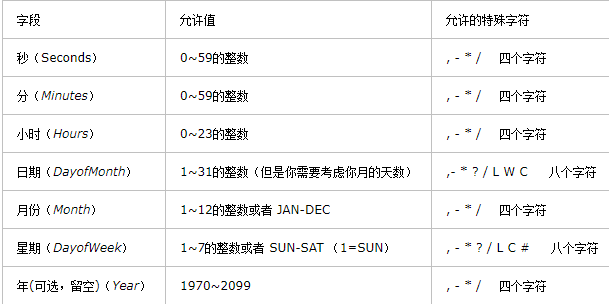 字段 允许值 允许的特殊字符
秒（Seconds） 0~59的整数 , - * / 四个字符
分（Minutes） 0~59的整数 , - * / 四个字符
小时（Hours） 0~23的整数 , - * / 四个字符
日期（DayofMonth） 1~31的整数（但是你需要考虑你月的天数） ,- * ? / L W C 八个字符
月份（Month） 1~12的整数或者 JAN-DEC , - * / 四个字符
星期（DayofWeek） 1~7的整数或者 SUN-SAT （1=SUN） , - * ? / L C # 八个字符
年(可选，留空)（Year） 1970~2099 , - * / 四个字符